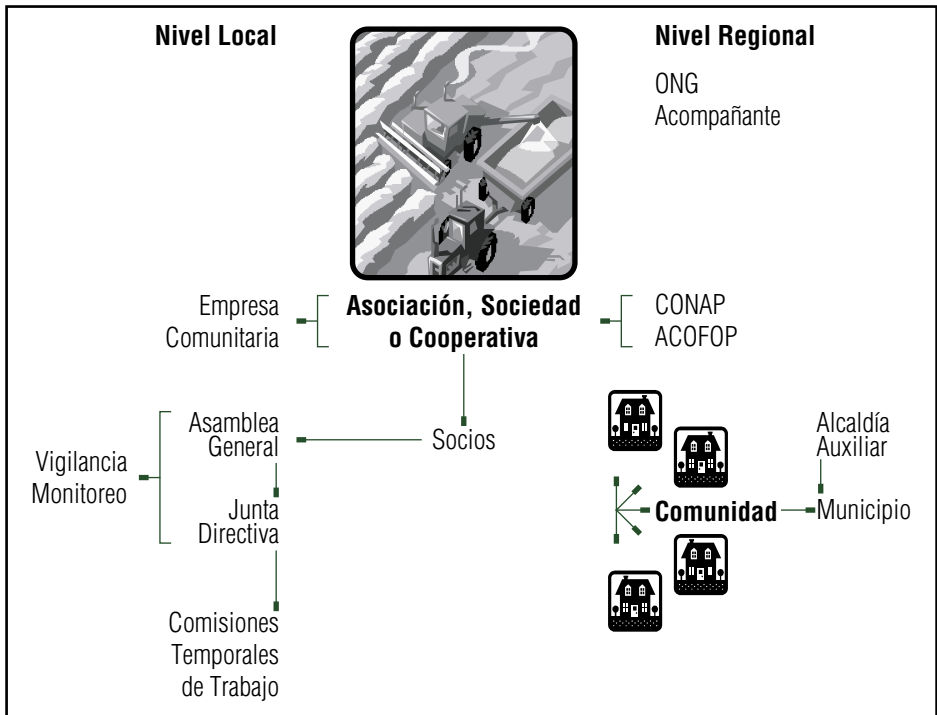 Nivel Local
Nivel Regional
ONG
Acompañante
Empresa
Comunitaria
Asociación, Sociedad
o Cooperativa
CONAP
ACOFOP
Asamblea
General
Socios
Vigilancia
Monitoreo
Junta
Directiva
Comisiones
Temporales
de Trabajo
Alcaldía
Auxiliar
Comunidad
Municipio